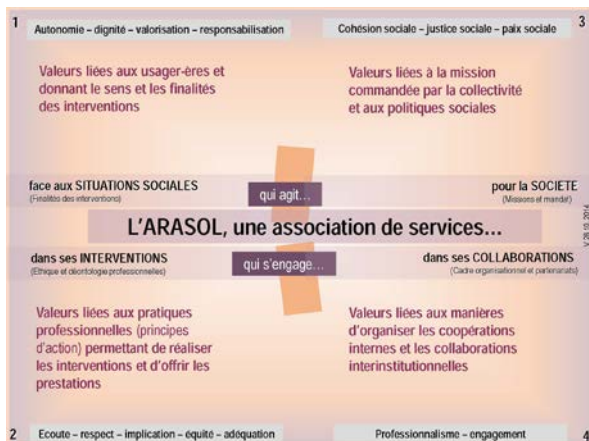 1
Autonomie – dignité – valorisation – responsabilisation
Cohésion sociale – justice sociale – paix sociale
3
Valeurs liées aux usager-ères et
donnant le sens et les finalités
des interventions
Valeurs liées à la mission
commandée par la collectivité
et aux politiques sociales
face aux SITUATIONS SOCIALES
(Finalités des interventions)
qui agit...
pour la SOCIETE
(Missions et mandat)
L'ARASOL, une association de services...
dans ses INTERVENTIONS
(Ethique et déontologie professionnelles)
qui s'engage...
dans ses COLLABORATIONS
(Cadre organisationnel et partenariats)
Valeurs liées aux pratiques
professionnelles (principes
d'action) permettant de réaliser
les interventions et d'offrir les
prestations
Valeurs liées aux manières
d'organiser les coopérations
internes et les collaborations
interinstitutionnelles
2
Ecoute – respect – implication – équité – adéquation
Professionnalisme – engagement
4